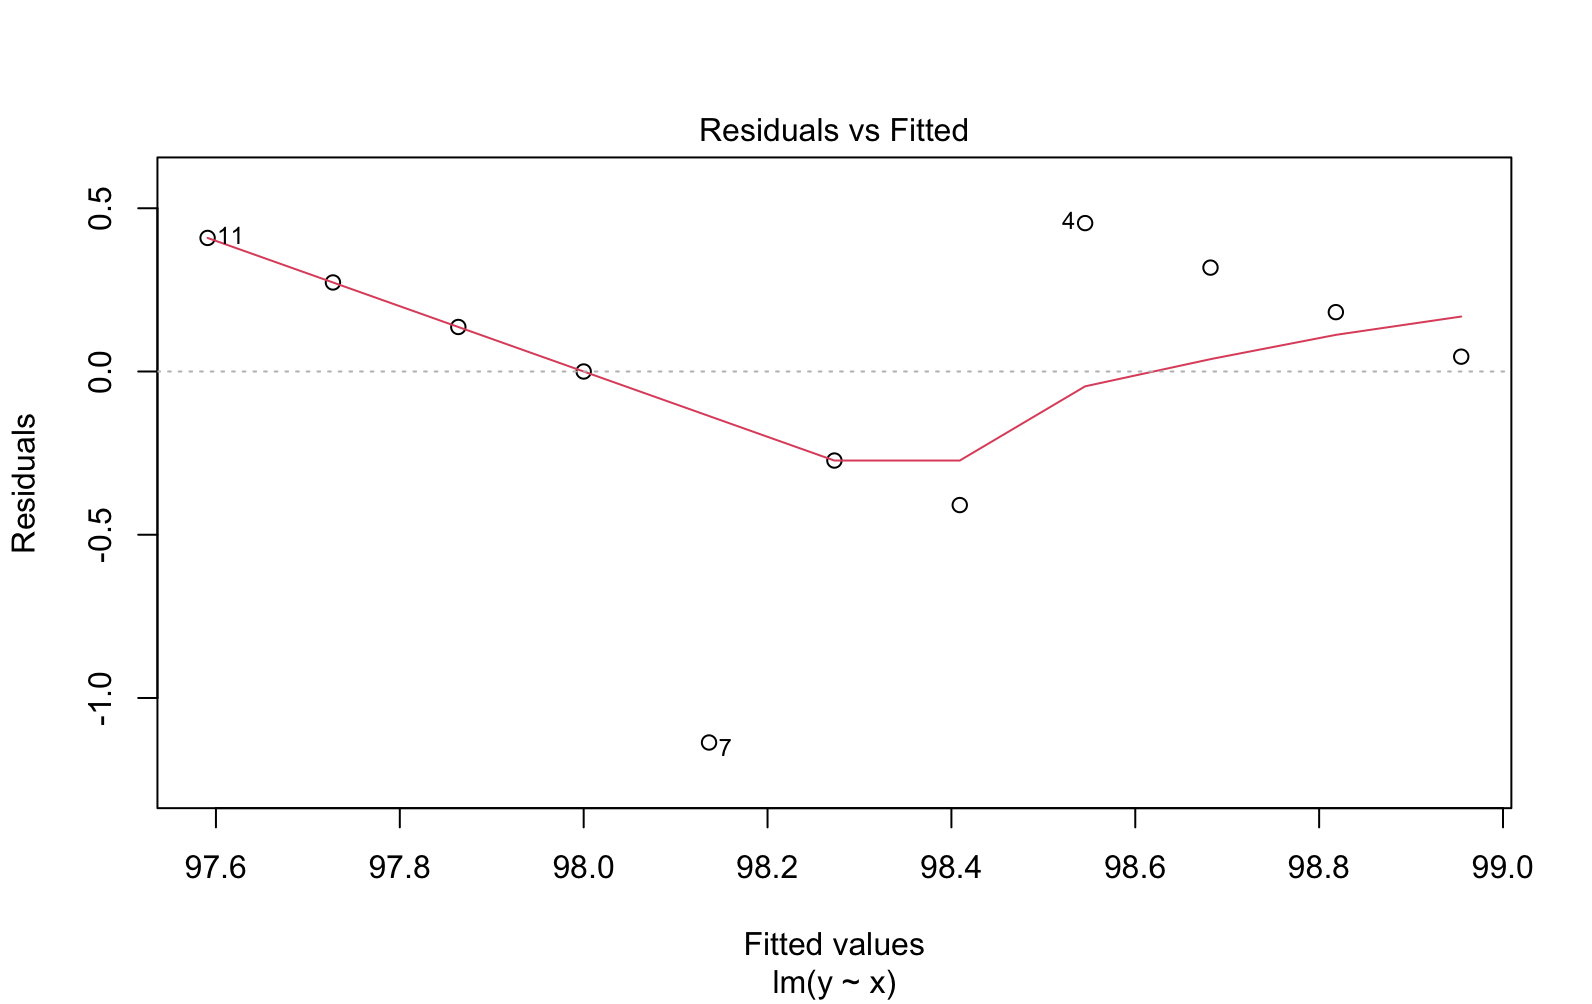 Residuals vs Fitted
Residuals
0.5
0.0
-0.5
-1.0
11
4
7
97.6 97.8 98.0 98.2 98.4 98.6 98.8 99.0
Fitted values
lm(y ~ x)